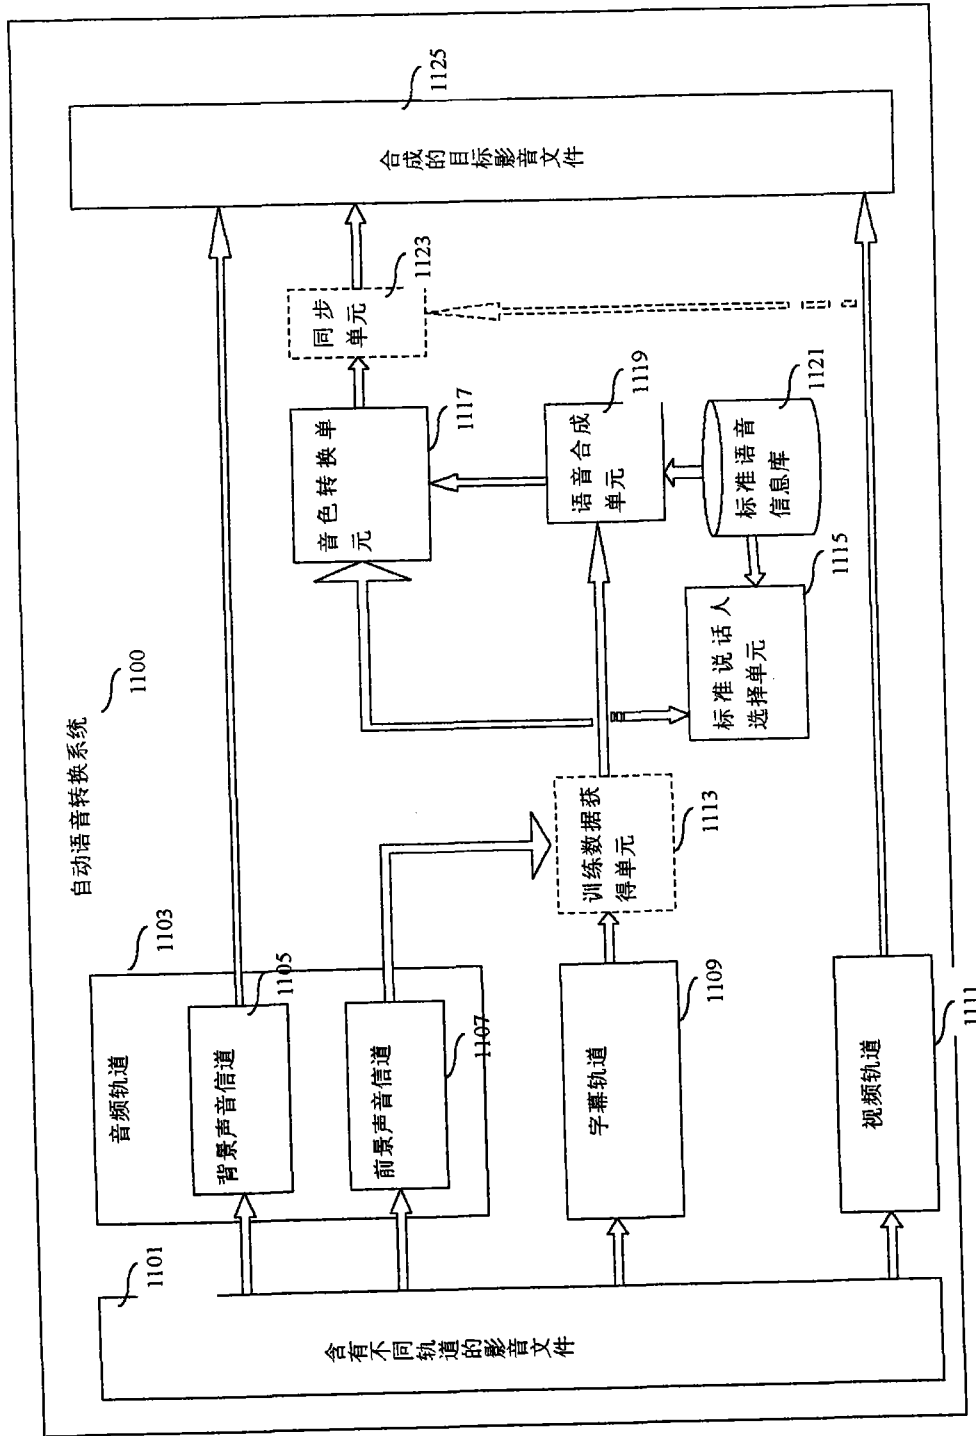 自动语音转换系统
1100
含有不同轨道的影音文件
1101
音频轨道
1103
背景声音信道
1105
前景声音信道
1107
字幕轨道
1109
视频轨道
1111
训练数据获
得单元
1113
标准说话人
选择单元
1115
音色转换单
元
1117
语音合成
单元
1119
标准语音
信息库
1121
同步
单元
1123
合成的目标影音文件
1125